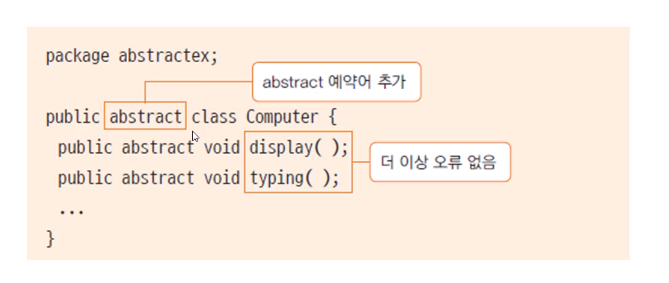 package abstractex;
abstract 예약어 추가
public abstract class Computer {
public abstract void display( );
public abstract void typing( );
더 이상 오류 없음
...
}